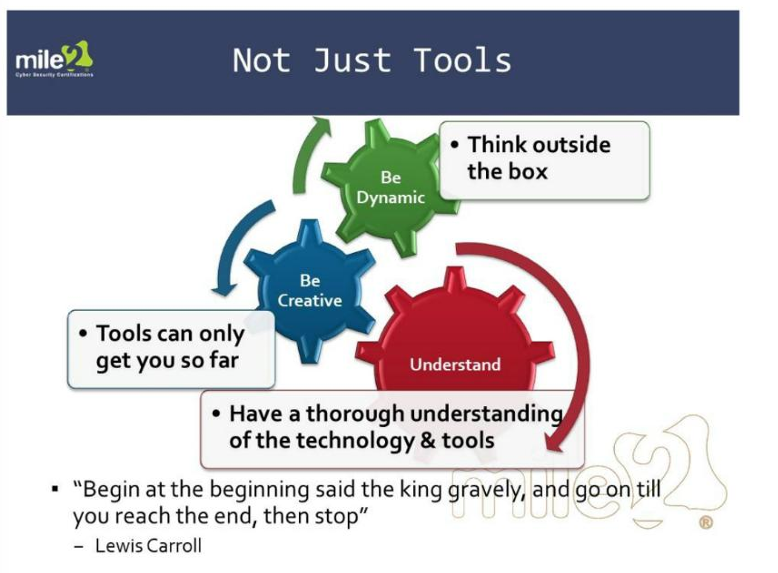 mile2
Cyber Security Certifications
Not Just Tools
Be
Dynamic
• Think outside
the box
Be
Creative
• Tools can only
get you so far
Understand
• Have a thorough understanding
of the technology & tools
mile2®
▪ “Begin at the beginning said the king gravely, and go on till
you reach the end, then stop”
– Lewis Carroll